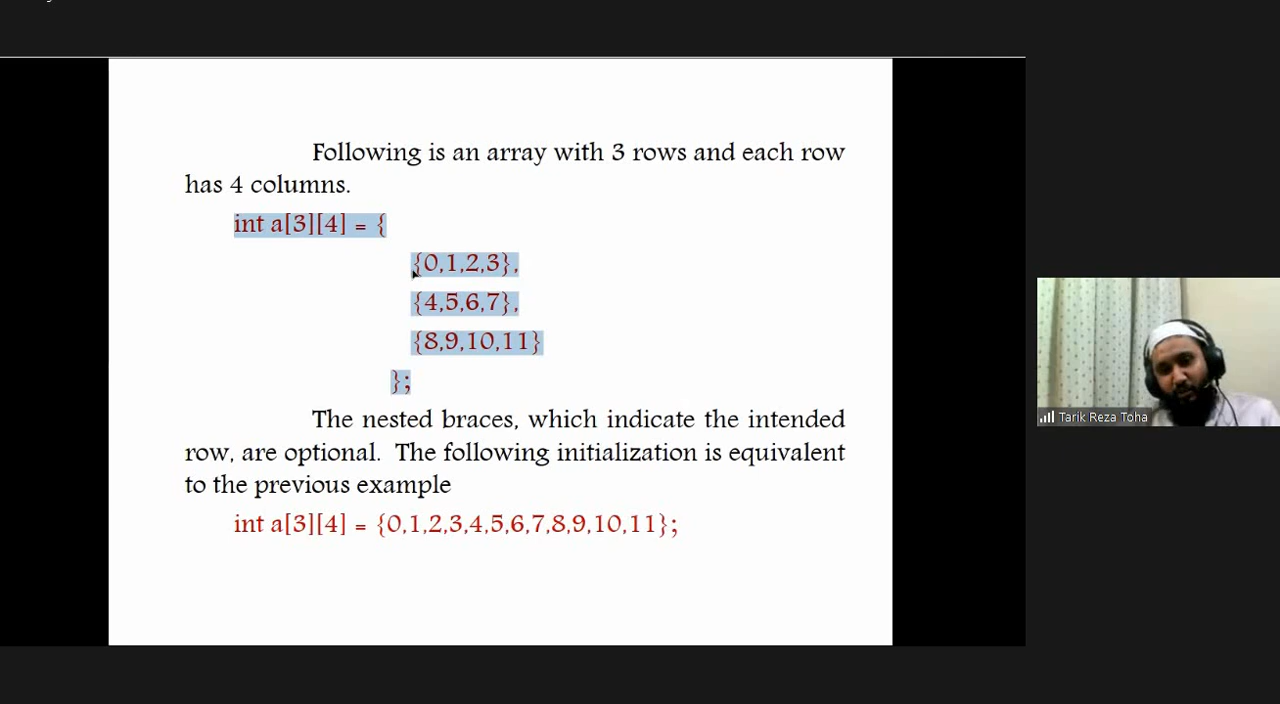 Following is an array with 3 rows and each row
has 4 columns.
int a[3][4] = {
{0,1,2,3},
{4,5,6,7},
{8,9,10,11}
};
The nested braces, which indicate the intended
row, are optional. The following initialization is equivalent
to the previous example
int a[3][4] = {0,1,2,3,4,5,6,7,8,9,10,11};
Tarik Reza Toha